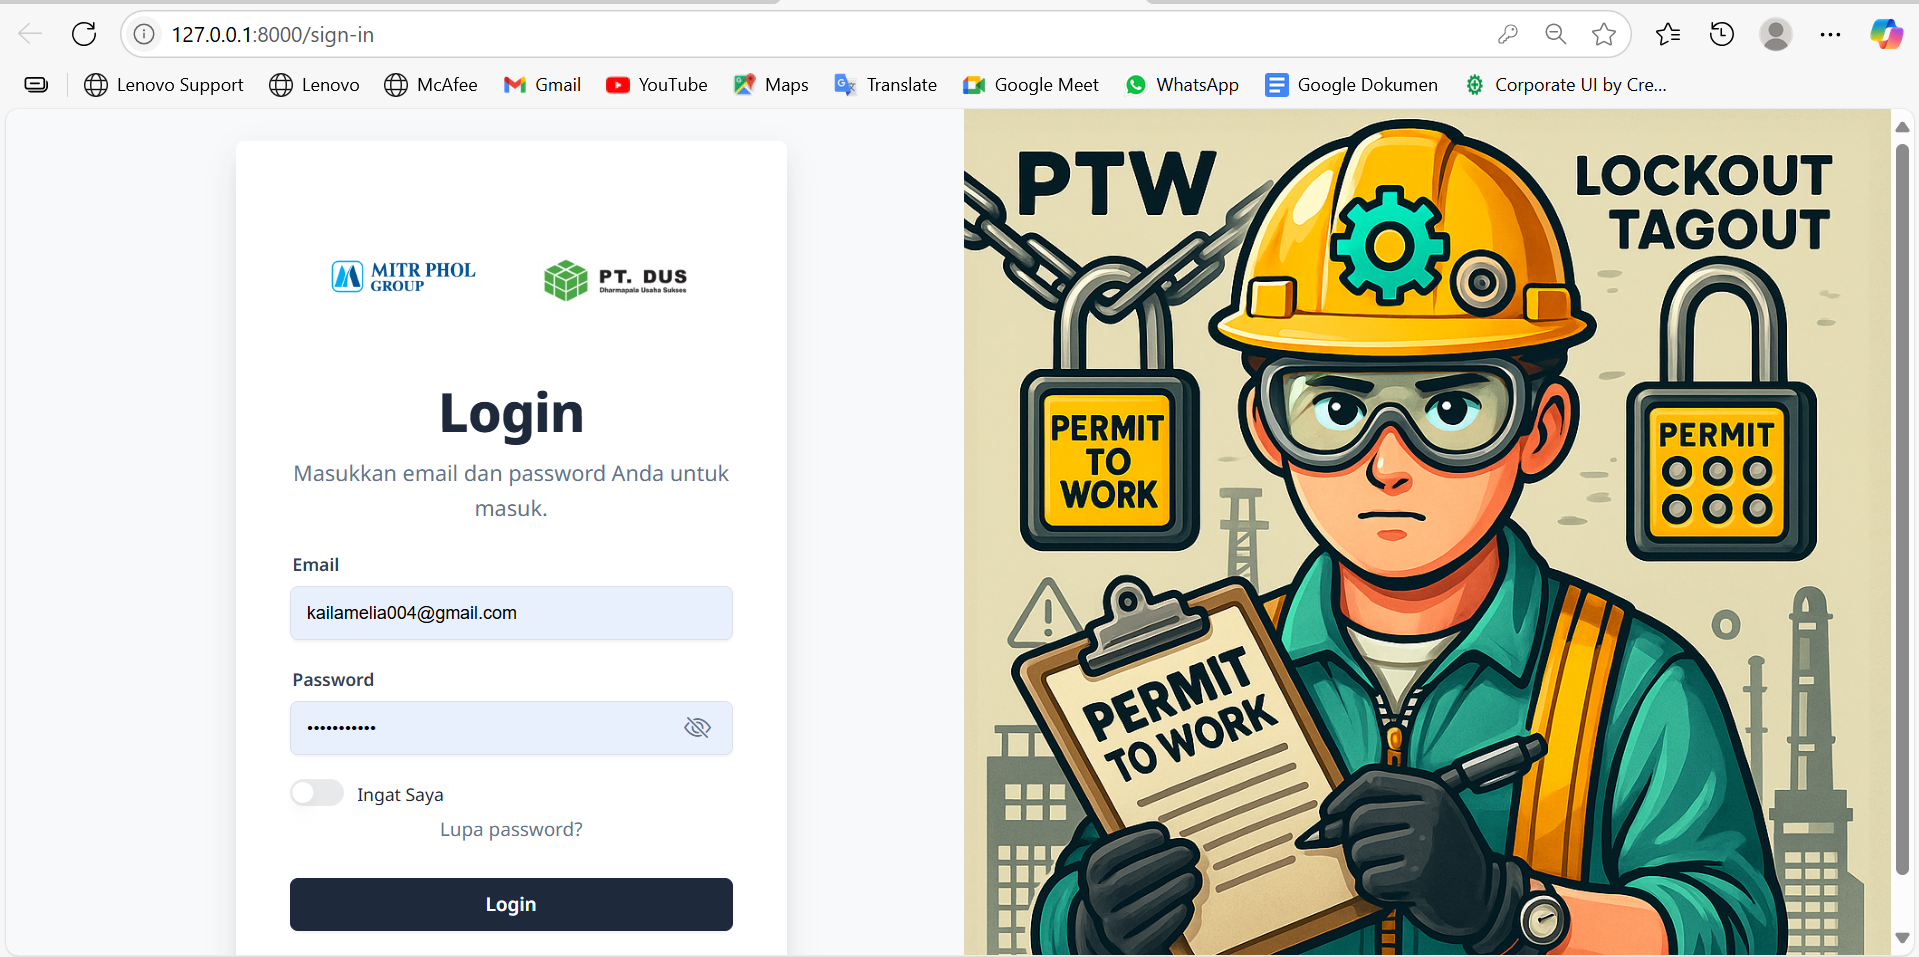 127.0.0.1:8000/sign-in
Lenovo Support
Lenovo
McAfee
Gmail
YouTube
Maps
Translate
Google Meet
WhatsApp
Google Dokumen
Corporate UI by Cre...
MITR PHOL
GROUP
PT. DUS
Dharmapala Usaha Sukses
Login
Masukkan email dan password Anda untuk
masuk.
Email
kailamelia004@gmail.com
Password
•••••••••••
Ingat Saya
Lupa password?
Login
PTW
LOCKOUT
TAGOUT
PERMIT
TO
WORK
PERMIT
PERMIT
TO WORK